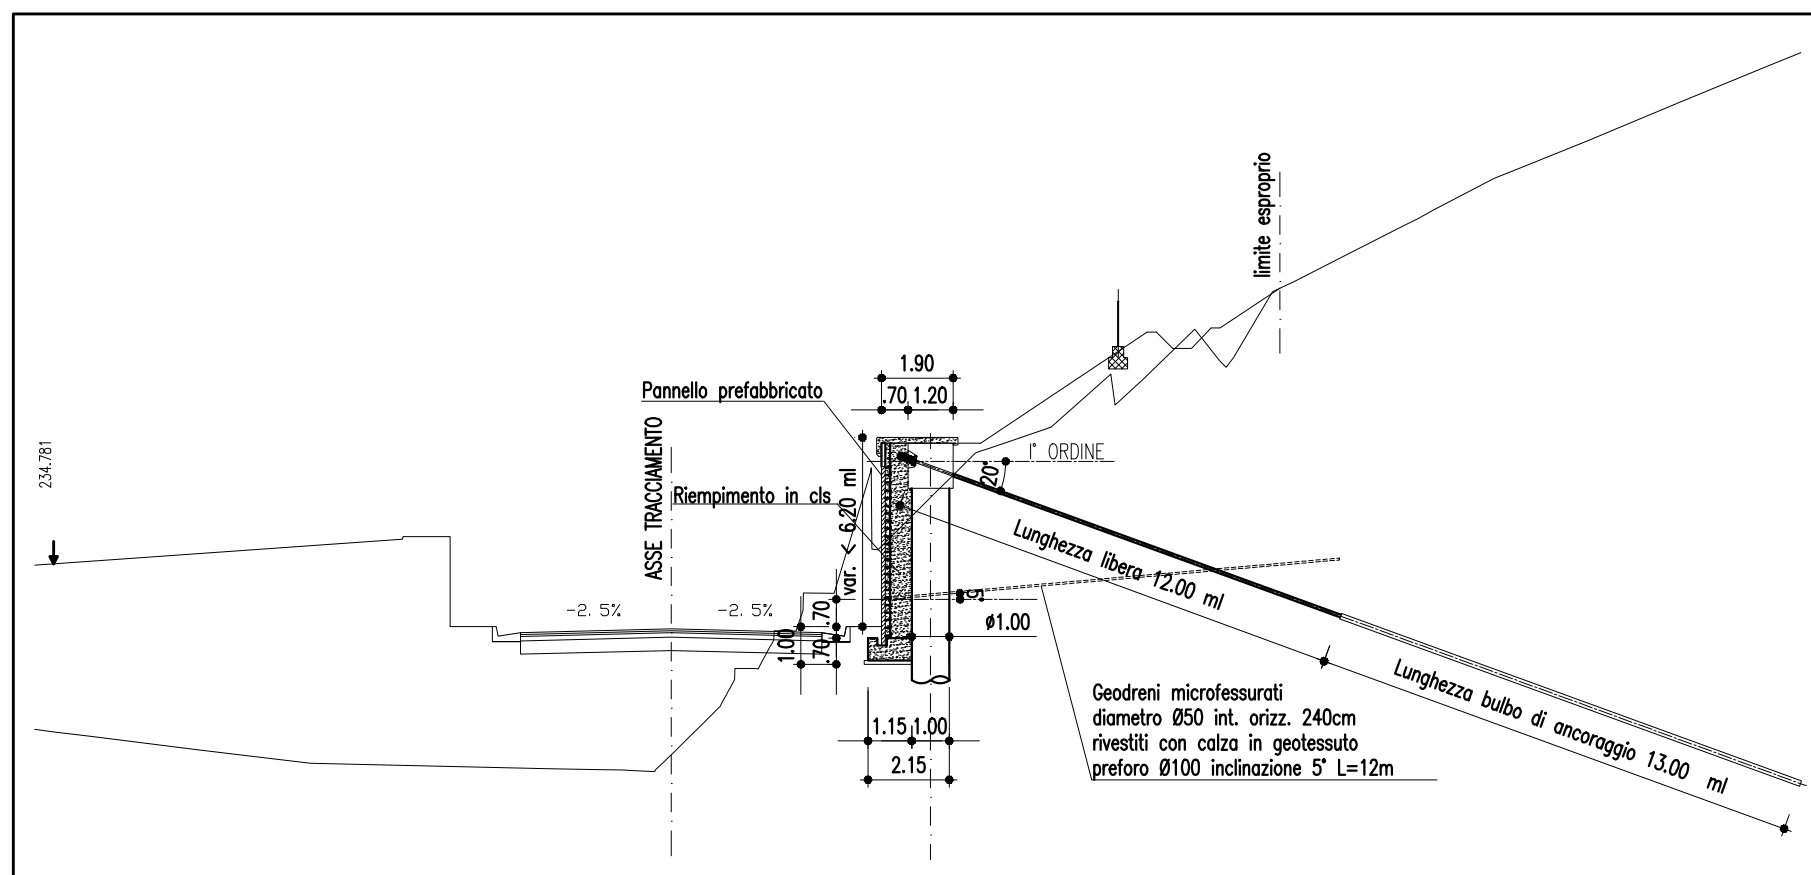 limite esproprio
1.90
.70 1.20
Pannello prefabbricato
ASSE TRACCIAMENTO
I° ORDINE
234.781
20°
Riempimento in cls
var. < 6.20 ml
Lunghezza libera 12.00 ml
-2.5%
-2.5%
5°
.70
1.00
.70
ø1.00
Lunghezza bulbo di ancoraggio 13.00 ml
Geodreni microfessurati
diametro Ø50 int. orizz. 240cm
rivestiti con calza in geotessuto
preforo Ø100 inclinazione 5° L=12m
1.15 1.00
2.15